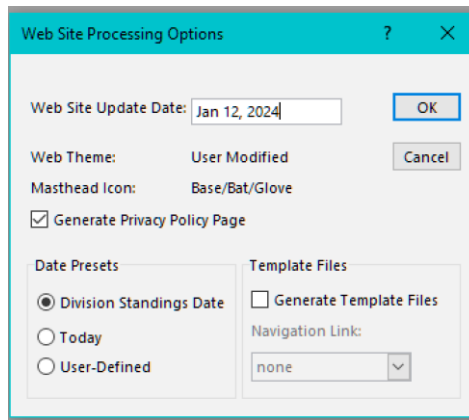 Web Site Processing Options ?
Web Site Update Date: Jan 12, 2024 OK
Web Theme: User Modified Cancel
Masthead Icon: Base/Bat/Glove
Generate Privacy Policy Page
Date Presets
Division Standings Date
Today
User-Defined
Template Files
Generate Template Files
Navigation Link:
none